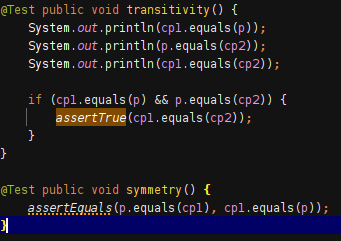 @Test public void transitivity() {
System.out.println(cp1.equals(p));
System.out.println(p.equals(cp2));
System.out.println(cp1.equals(cp2));
if (cp1.equals(p) && p.equals(cp2)) {
assertTrue(cp1.equals(cp2));
}
}
@Test public void symmetry() {
assertEquals(p.equals(cp1), cp1.equals(p));
}